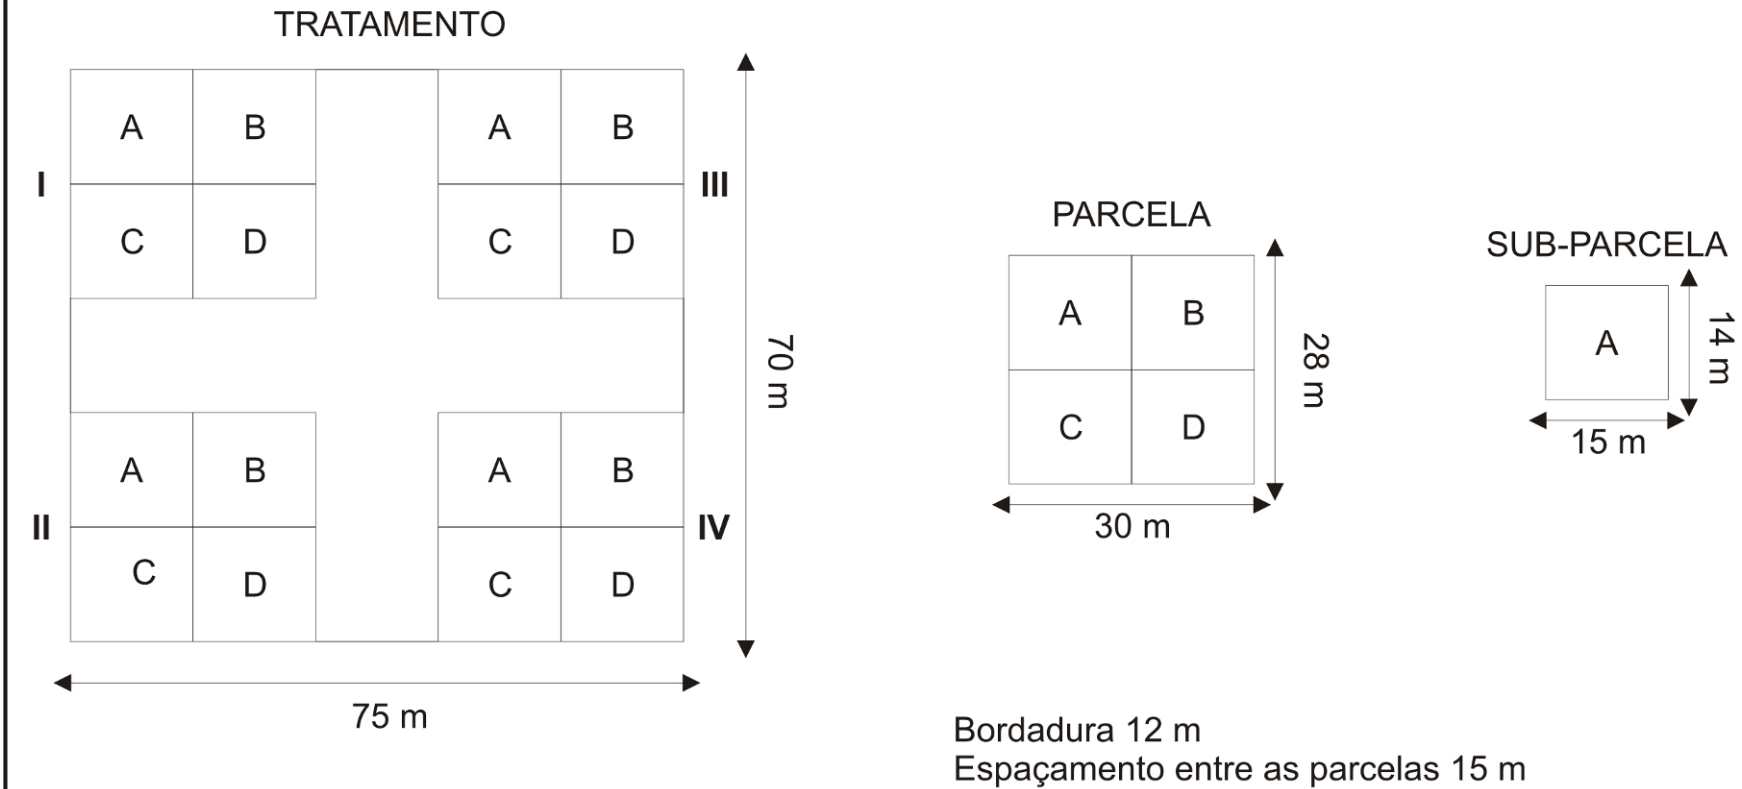 TRATAMENTO
A B A B
I III
C D C D
A B A B
II IV
C D C D
70 m
75 m
PARCELA
A B
C D
28 m
30 m
SUB-PARCELA
A
14 m
15 m
Bordadura 12 m
Espaçamento entre as parcelas 15 m